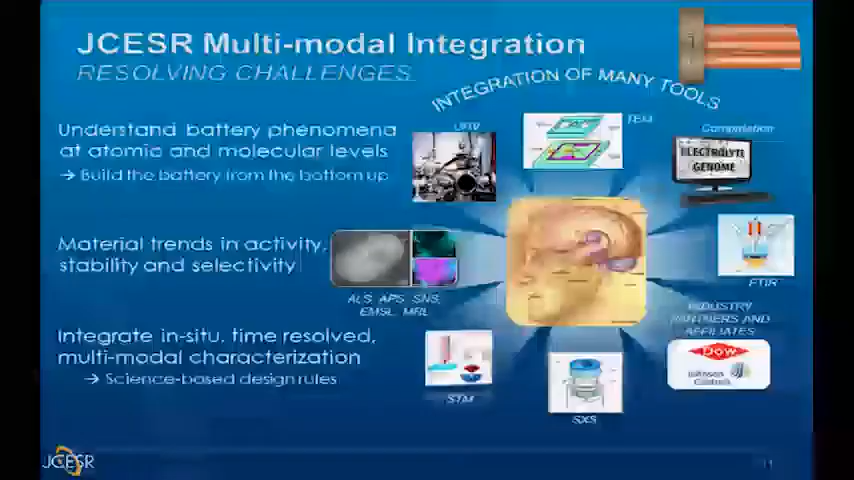 JCESR Multi-modal Integration
RESOLVING CHALLENGES
INTEGRATION OF MANY TOOLS
Understand battery phenomena
at atomic and molecular levels
→ Build the battery from the bottom up
UHV
TEM
Computation
ELECTROLYTE
GENOME
Material trends in activity,
stability and selectivity
ALS, APS, SNS,
EMSL, MRL
FTIR
INDUSTRY
PARTNERS AND
AFFILIATES
Dow
Johnson
Controls
Integrate in-situ, time resolved,
multi-modal characterization
→ Science-based design rules
STM
SXS
JCESR